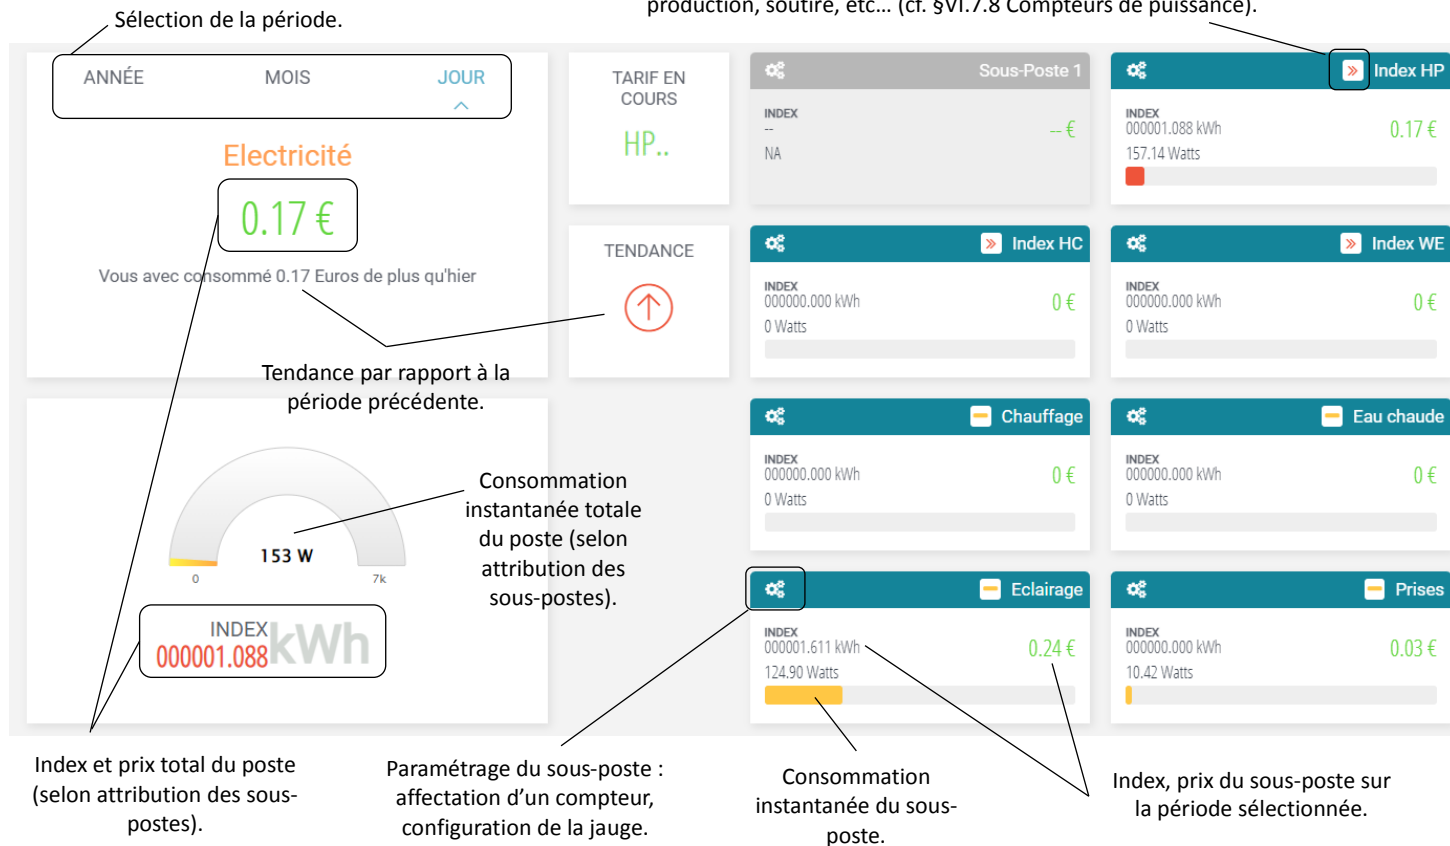 production, soutire, etc... (cf. §VI.7.8 Compteurs de puissance).
Sélection de la période.
ANNÉE MOIS JOUR
Electricité
0.17 €
Vous avec consommé 0.17 Euros de plus qu'hier
TARIF EN
COURS
HP..
TENDANCE
Tendance par rapport à la
période précédente.
Sous-Poste 1
INDEX
--
-- €
NA
Index HP
INDEX
000001.088 kWh
0.17 €
157.14 Watts
Index HC
INDEX
000000.000 kWh
0 €
0 Watts
Index WE
INDEX
000000.000 kWh
0 €
0 Watts
153 W
0 7k
INDEX
000001.088 kWh
Consommation
instantanée totale
du poste (selon
attribution des
sous-postes).
Chauffage
INDEX
000000.000 kWh
0 €
0 Watts
Eau chaude
INDEX
000000.000 kWh
0 €
0 Watts
Eclairage
INDEX
000001.611 kWh
0.24 €
124.90 Watts
Prises
INDEX
000000.000 kWh
0.03 €
10.42 Watts
Index et prix total du poste
(selon attribution des sous-
postes).
Paramétrage du sous-poste :
affectation d'un compteur,
configuration de la jauge.
Consommation
instantanée du sous-
poste.
Index, prix du sous-poste sur
la période sélectionnée.